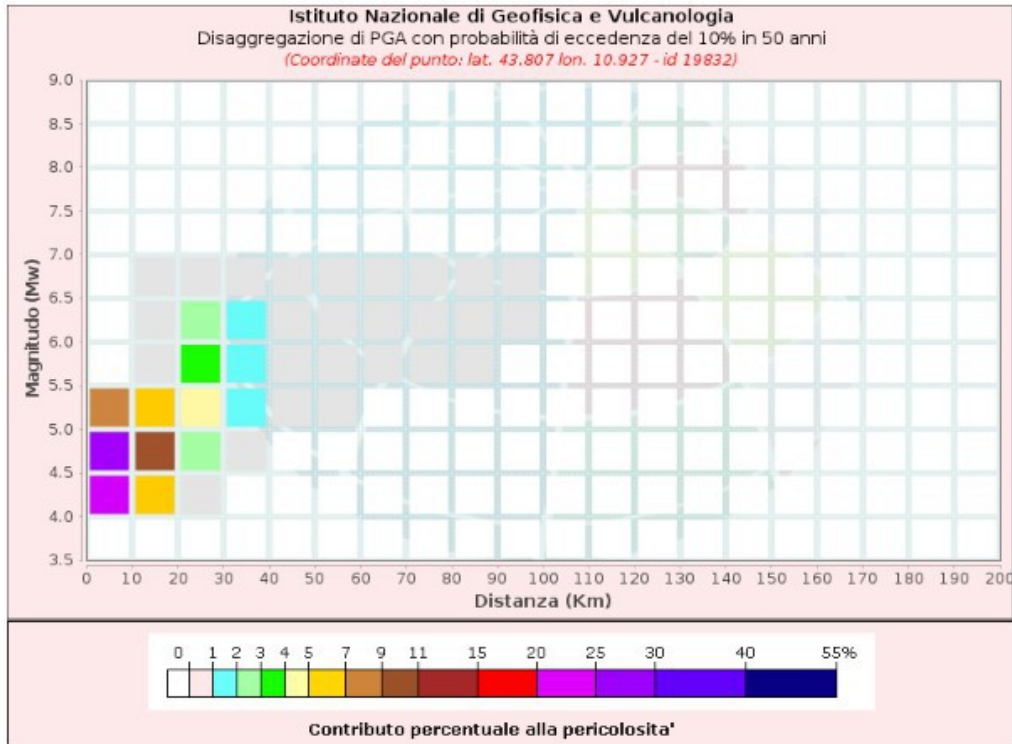 Istituto Nazionale di Geofisica e Vulcanologia
Disaggregazione di PGA con probabilità di eccedenza del 10% in 50 anni
(Coordinate del punto: lat. 43.807 lon. 10.927 - id 19832)
Magnitudo (Mw)
9.0
8.5
8.0
7.5
7.0
6.5
6.0
5.5
5.0
4.5
4.0
3.5
0 10 20 30 40 50 60 70 80 90 100 110 120 130 140 150 160 170 180 190 200
Distanza (Km)
0 1 2 3 4 5 7 9 11 15 20 25 30 40 55%
Contributo percentuale alla pericolosita'